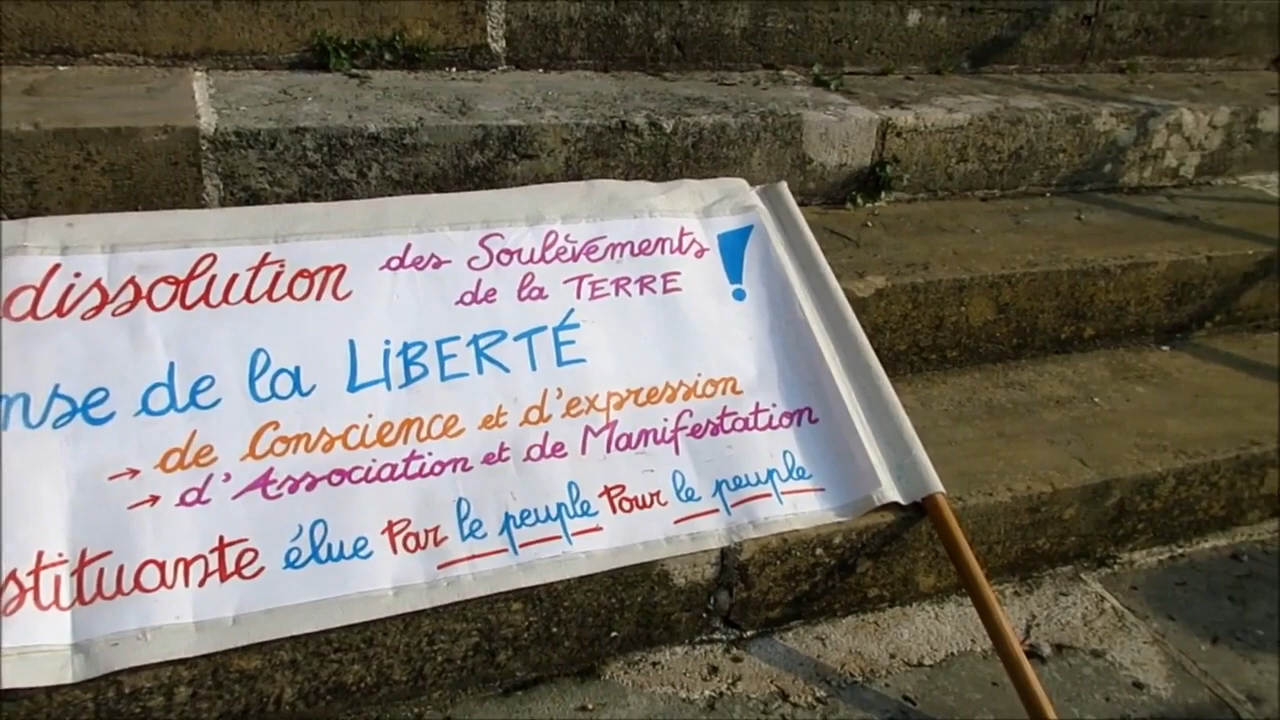 dissolution des Soulèvements
de la TERRE !
nse de la LiBERTÉ
→ de Conscience et d'expression
→ d'Association et de Manifestation
stituante élue Par le peuple Pour le peuple